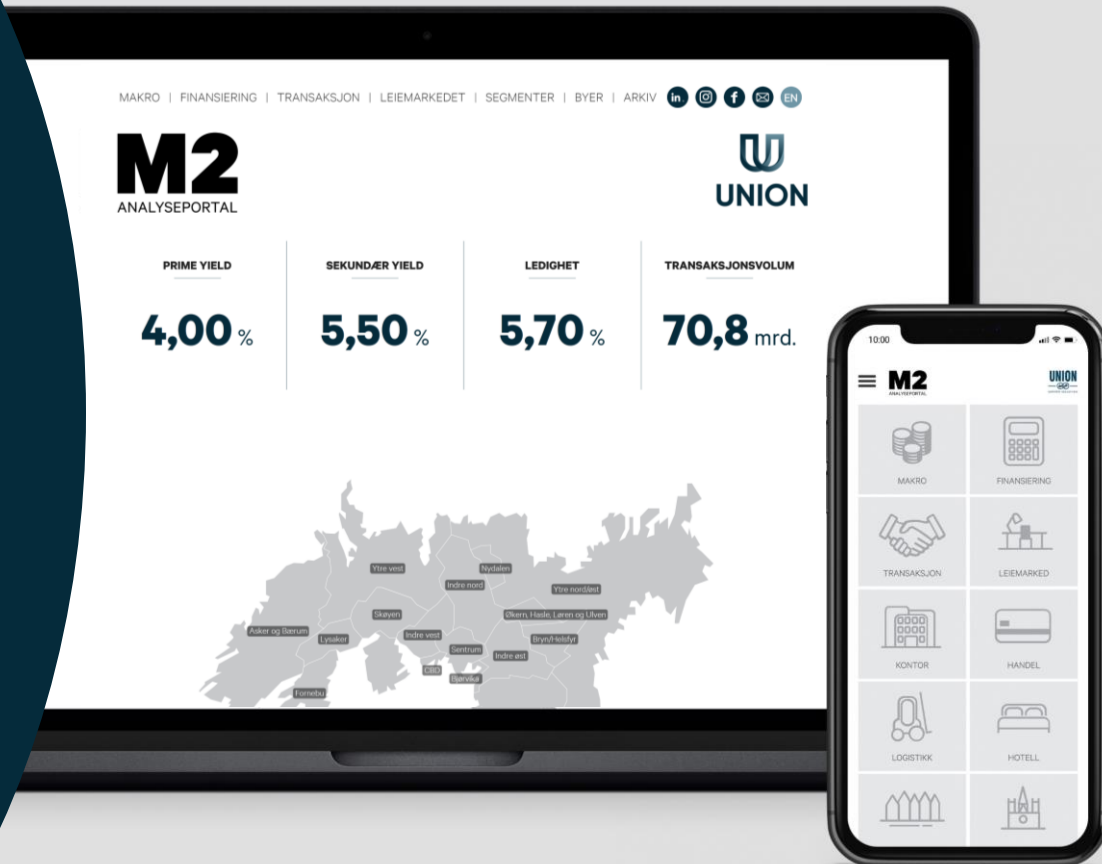 MAKRO | FINANSIERING | TRANSAKSJON | LEIEMARKEDET | SEGMENTER | BYER | ARKIV in f EN
M2
ANALYSEPORTAL
UNION
PRIME YIELD
SEKUNDÆR YIELD
LEDIGHET
TRANSAKSJONSVOLUM
4,00 %
5,50 %
5,70 %
70,8 mrd.
Ytre vest
Nydalen
Indre nord
Ytre nord/øst
Skøyen
Økern, Hasle, Løren og Ulven
Asker og Bærum
Lysaker
Indre vest
Bryn/Helsfyr
Sentrum
Indre øst
CBD
Bjørvika
Fornebu
10:00
M2
ANALYSEPORTAL
UNION
MAKRO
FINANSIERING
TRANSAKSJON
LEIEMARKED
KONTOR
HANDEL
LOGISTIKK
HOTELL